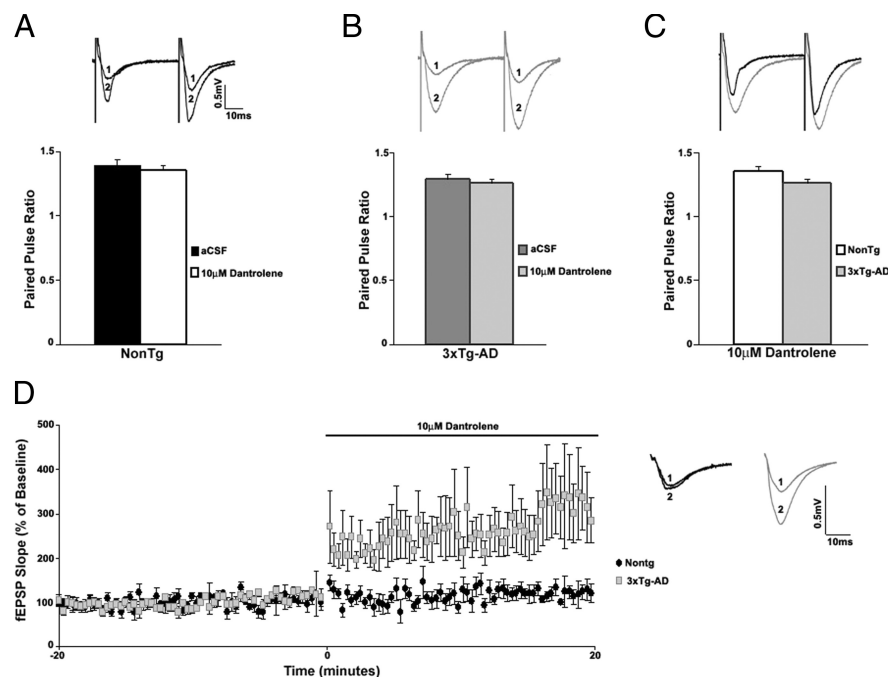 A
B
C
1
2
0.5mV
10ms
1
2
1
2
1.5
1
0.5
0
Paired Pulse Ratio
aCSF
10µM Dantrolene
NonTg
1.5
1
0.5
0
Paired Pulse Ratio
aCSF
10µM Dantrolene
3xTg-AD
1.5
1
0.5
0
Paired Pulse Ratio
NonTg
3xTg-AD
10µM Dantrolene
D
500
400
300
200
100
0
fEPSP Slope (% of Baseline)
10µM Dantrolene
-20
0
20
Time (minutes)
Nontg
3xTg-AD
1
2
1
2
0.5mV
10ms